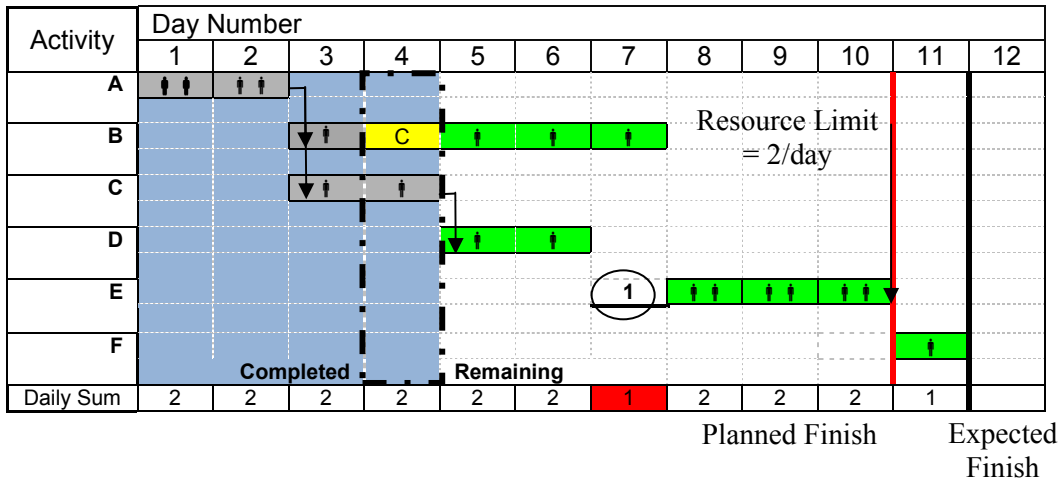 Activity
Day Number
1 2 3 4 5 6 7 8 9 10 11 12
A
B C
Resource Limit
= 2/day
C
D
E 1
F
Completed Remaining
Daily Sum 2 2 2 2 2 2 1 2 2 2 1
Planned Finish
Expected
Finish